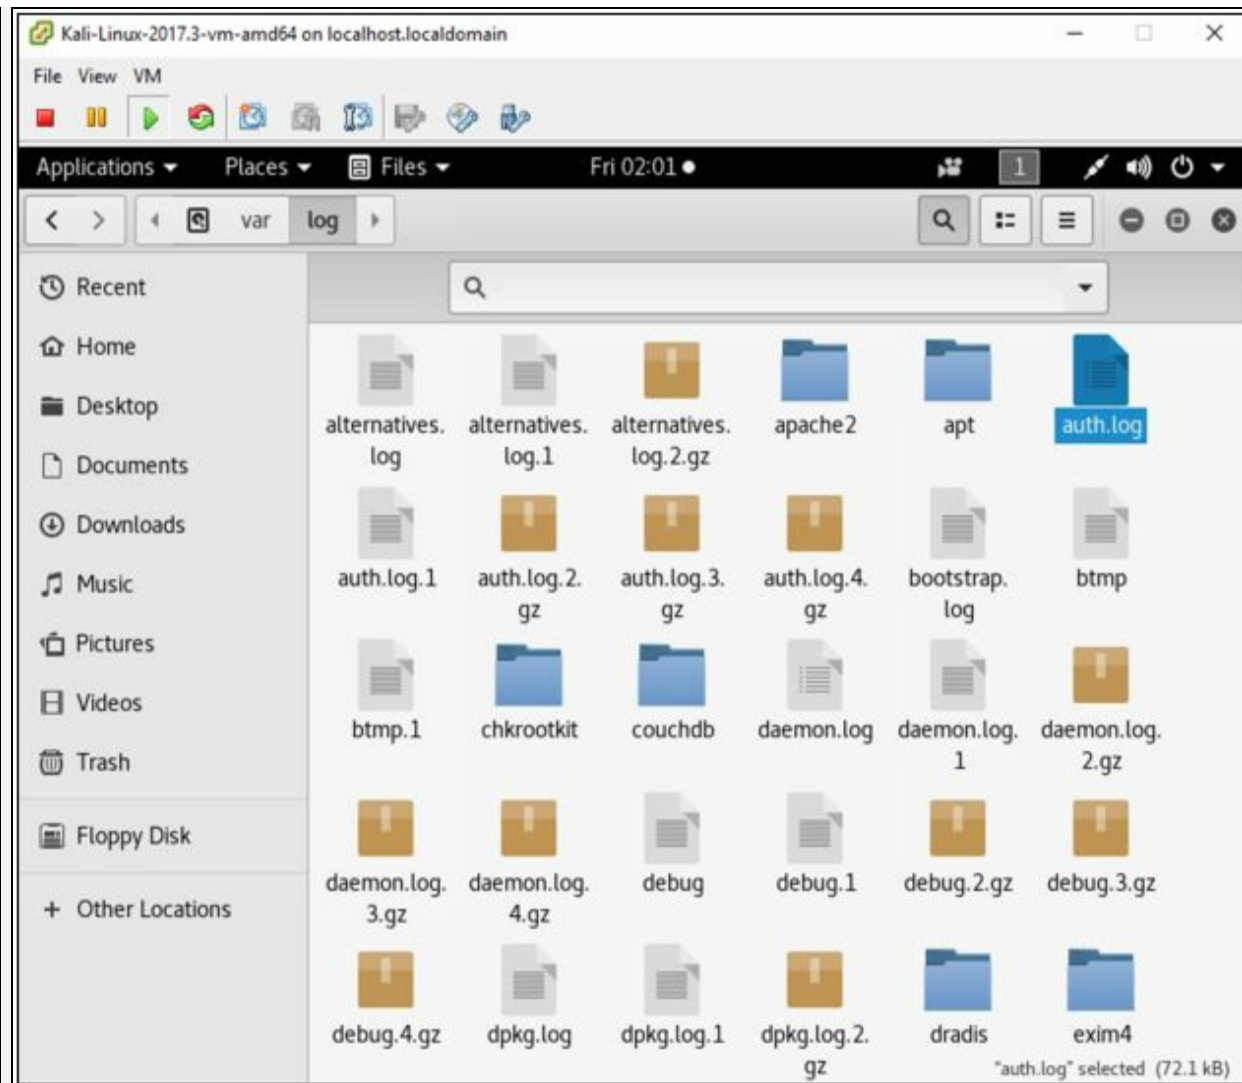 Kali-Linux-2017.3-vm-amd64 on localhost.localdomain
File View VM
Applications Places Files Fri 02:01 1
var log
Recent
Home
Desktop
Documents
Downloads
Music
Pictures
Videos
Trash
Floppy Disk
+ Other Locations
alternatives. alternatives. alternatives. apache2 apt auth.log
log log.1 log.2.gz
auth.log.1 auth.log.2. auth.log.3. auth.log.4. bootstrap. btmp
gz gz gz log
btmp.1 chkrootkit couchdb daemon.log daemon.log. daemon.log.
1 2.gz
daemon.log. daemon.log. debug debug.1 debug.2.gz debug.3.gz
3.gz 4.gz
debug.4.gz dpkg.log dpkg.log.1 dpkg.log.2. dradis exim4
gz
"auth.log" selected (72.1 kB)